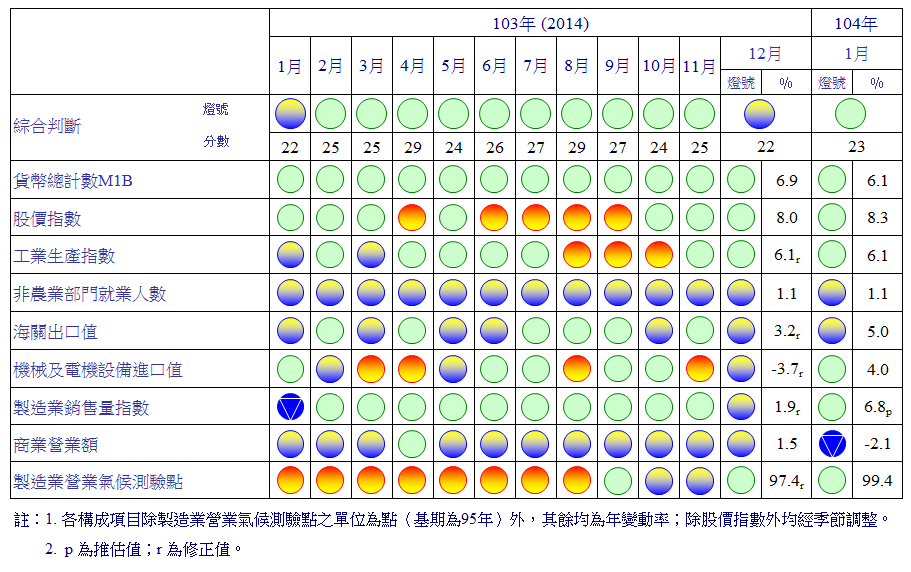 103年 (2014) 104年
1月 2月 3月 4月 5月 6月 7月 8月 9月 10月 11月 12月 1月
燈號 % 燈號 %
綜合判斷 燈號
分數 22 25 25 29 24 26 27 29 27 24 25 22 23
貨幣總計數M1B 6.9 6.1
股價指數 8.0 8.3
工業生產指數 6.1r 6.1
非農業部門就業人數 1.1 1.1
海關出口值 3.2r 5.0
機械及電機設備進口值 -3.7r 4.0
製造業銷售量指數 1.9r 6.8p
商業營業額 1.5 -2.1
製造業營業氣候測驗點 97.4r 99.4
註：1. 各構成項目除製造業營業氣候測驗點之單位為點（基期為95年）外，其餘均為年變動率；除股價指數外均經季節調整。
2. p 為推估值；r 為修正值。